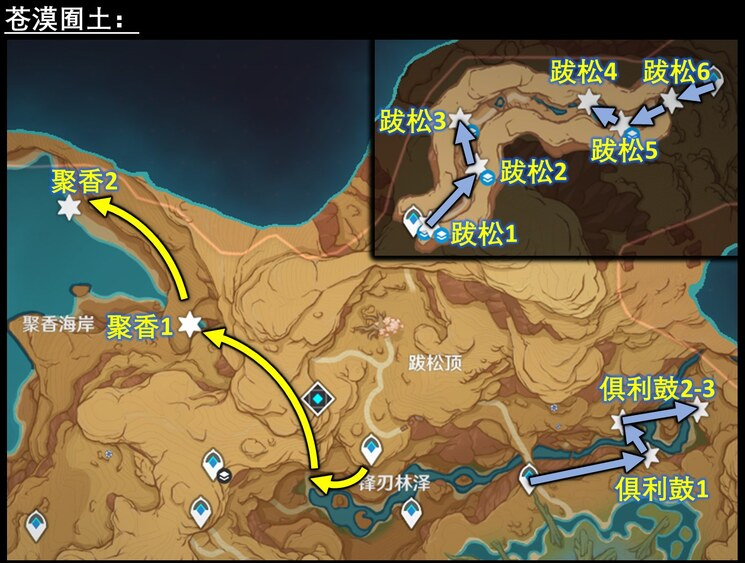 苍漠囿土：
跋松4
跋松6
跋松3
跋松5
跋松2
跋松1
聚香2
聚香海岸
聚香1
跋松顶
俱利鼓2-3
锋刃林泽
俱利鼓1